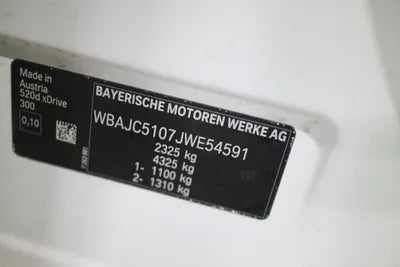 Made in
Austria
520d xDrive
300
0,10
BAYERISCHE MOTOREN WERKE AG
WBAJC5107JWE54591
2325 kg
4325 kg
1- 1100 kg
2- 1310 kg